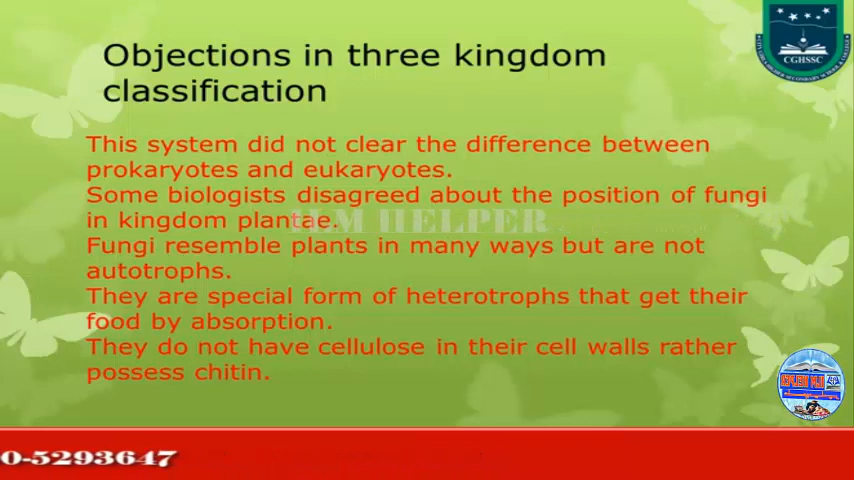 Objections in three kingdom
classification
CGHSSC
This system did not clear the difference between
prokaryotes and eukaryotes.
Some biologists disagreed about the position of fungi
in kingdom plantae.
HELPER
Fungi resemble plants in many ways but are not
autotrophs.
They are special form of heterotrophs that get their
food by absorption.
They do not have cellulose in their cell walls rather
possess chitin.
0-5293647